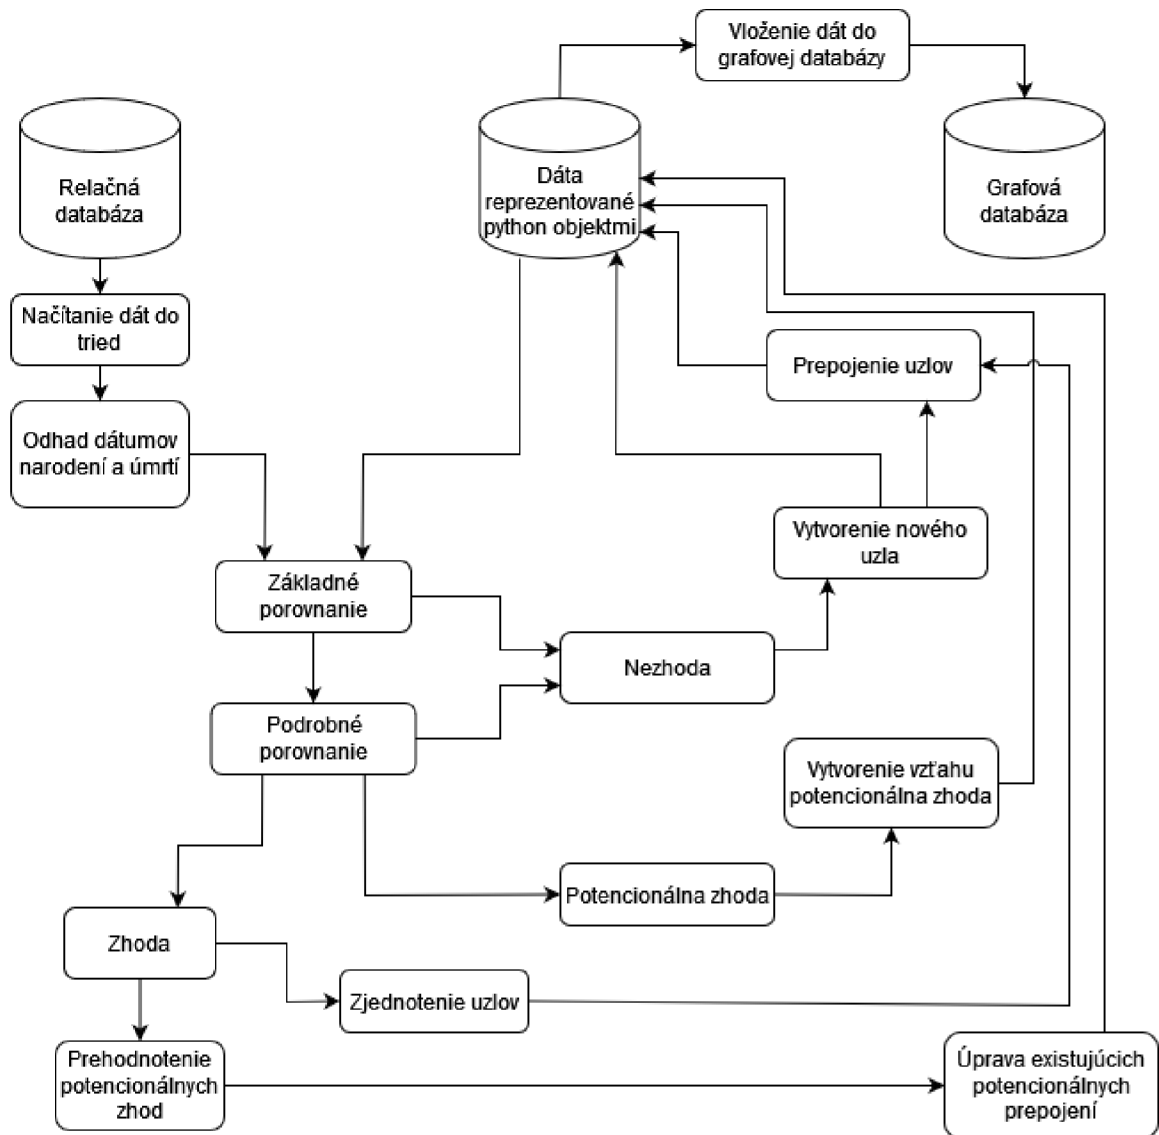 Vloženie dát do
grafovej databázy
Relačná
databáza
Dáta
reprezentované
python objektmi
Grafová
databáza
Načítanie dát do
tried
Prepojenie uzlov
Odhad dátumov
narodení a úmrtí
Vytvorenie nového
uzla
Základné
porovnanie
Nezhoda
Podrobné
porovnanie
Vytvorenie vzťahu
potencionálna zhoda
Potencionálna zhoda
Zhoda
Zjednotenie uzlov
Prehodnotenie
potencionálnych
zhod
Úprava existujúcich
potencionálnych
prepojení